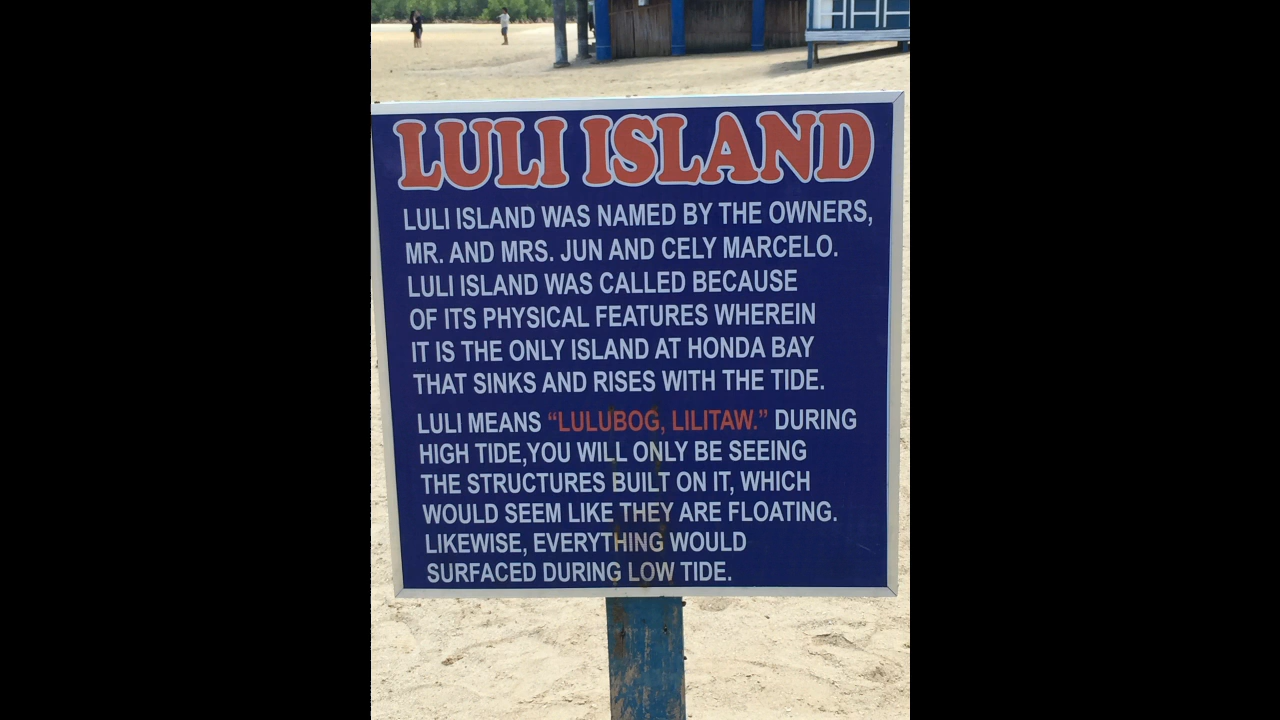 LULI ISLAND
LULI ISLAND WAS NAMED BY THE OWNERS,
MR. AND MRS. JUN AND CELY MARCELO.
LULI ISLAND WAS CALLED BECAUSE
OF ITS PHYSICAL FEATURES WHEREIN
IT IS THE ONLY ISLAND AT HONDA BAY
THAT SINKS AND RISES WITH THE TIDE.
LULI MEANS “LULUBOG, LILITAW.” DURING
HIGH TIDE,YOU WILL ONLY BE SEEING
THE STRUCTURES BUILT ON IT, WHICH
WOULD SEEM LIKE THEY ARE FLOATING.
LIKEWISE, EVERYTHING WOULD
SURFACED DURING LOW TIDE.